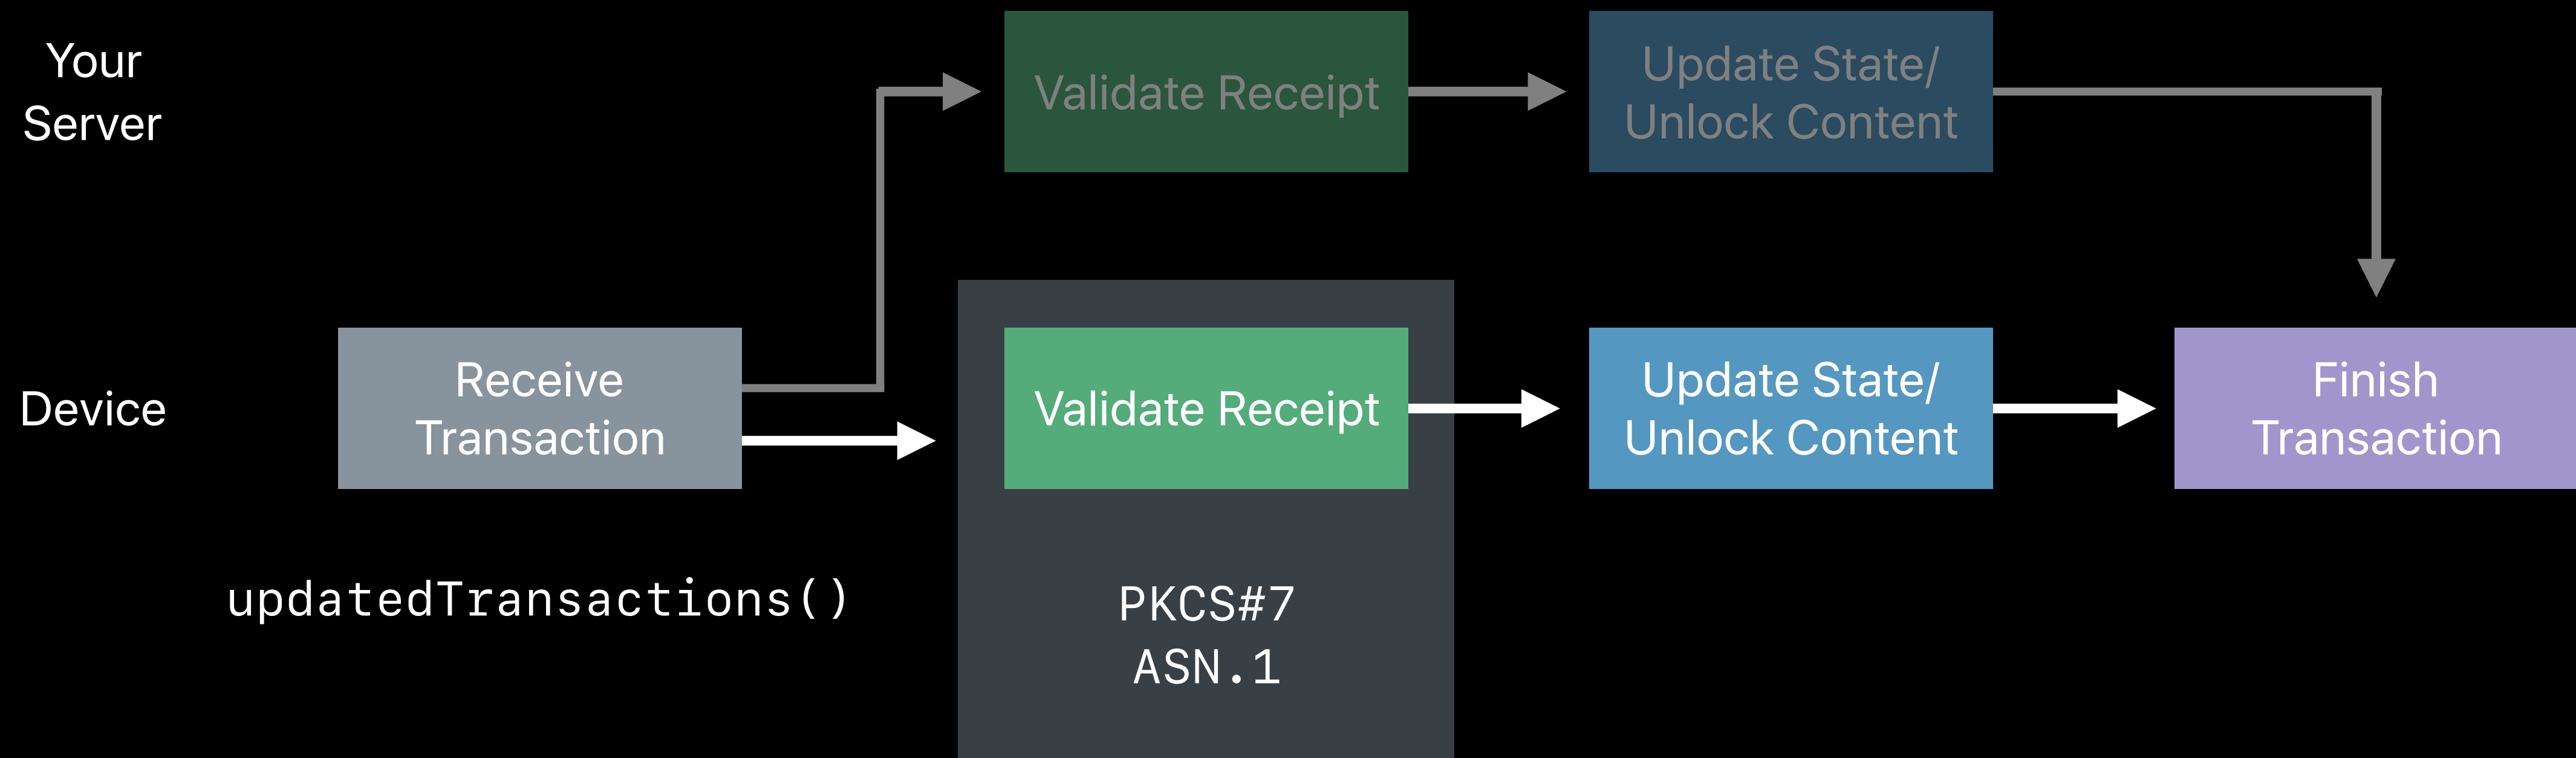 Your
Server
Validate Receipt
Update State/
Unlock Content
Device
Receive
Transaction
Validate Receipt
Update State/
Unlock Content
Finish
Transaction
updatedTransactions()
PKCS#7
ASN.1